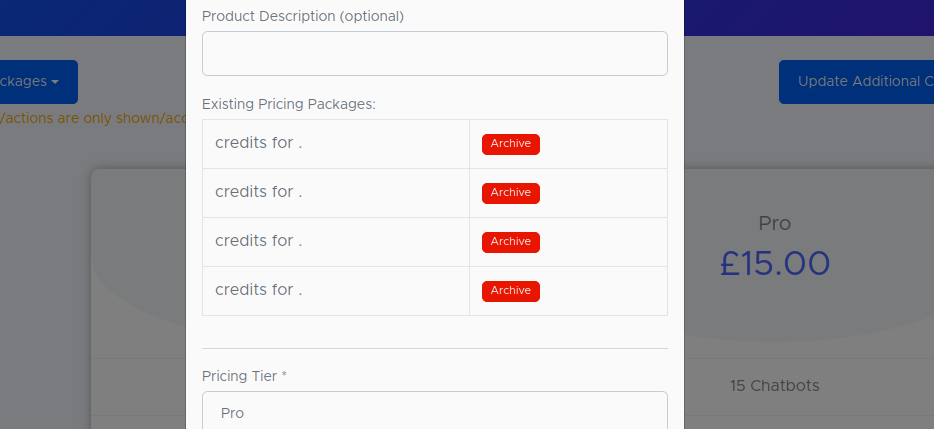 Product Description (optional)
ckages
Update Additional C
Existing Pricing Packages:
/actions are only shown/acc
credits for .
Archive
credits for .
Archive
credits for .
Archive
credits for .
Archive
Pro
£15.00
Pricing Tier *
15 Chatbots
Pro